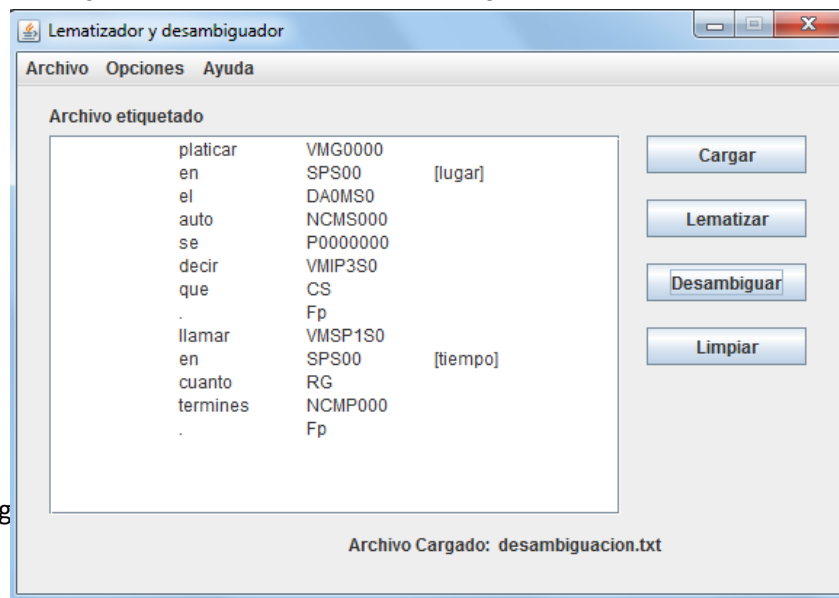 Lematizador y desambiguador
Archivo Opciones Ayuda
Archivo etiquetado
platicar VMG0000
en SPS00 [lugar]
el DA0MS0
auto NCMS000
se P0000000
decir VMIP3S0
que CS
. Fp
llamar VMSP1S0
en SPS00 [tiempo]
cuanto RG
termines NCMP000
. Fp
Cargar
Lematizar
Desambiguar
Limpiar
g
Archivo Cargado: desambiguacion.txt